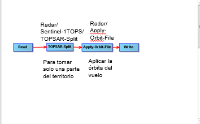 Radar/
Sentinel-1TOPS/
TOPSAR-Split
Radar/
Apply-
Orbit-File
Read
TOPSAR-Split
Apply-Orbit-File
Write
Para tomar
solo una parte
del territorio
Aplicar la
órbita del
vuelo